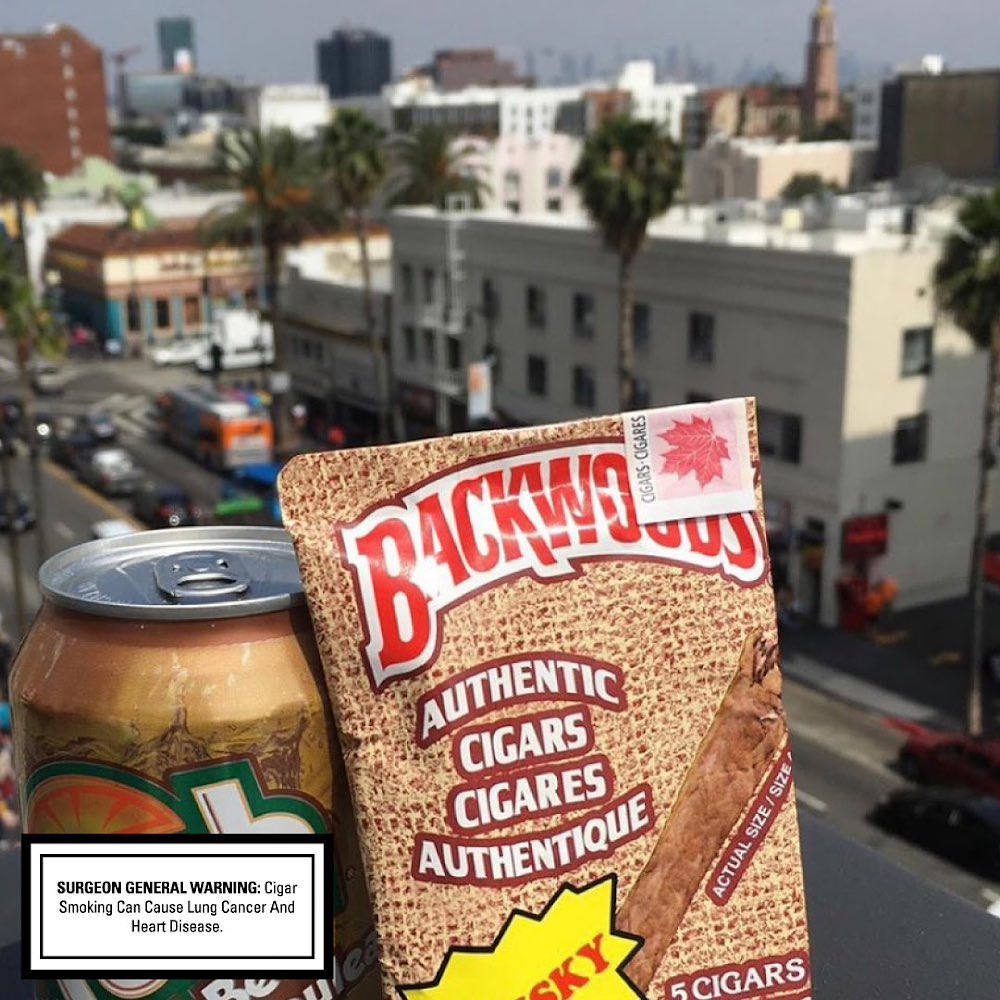 CIGARS · CIGARES
BACKWOODS
AUTHENTIC
CIGARS
CIGARES
AUTHENTIQUE
ACTUAL SIZE / SIZE
5 CIGARS
SURGEON GENERAL WARNING: Cigar
Smoking Can Cause Lung Cancer And
Heart Disease.